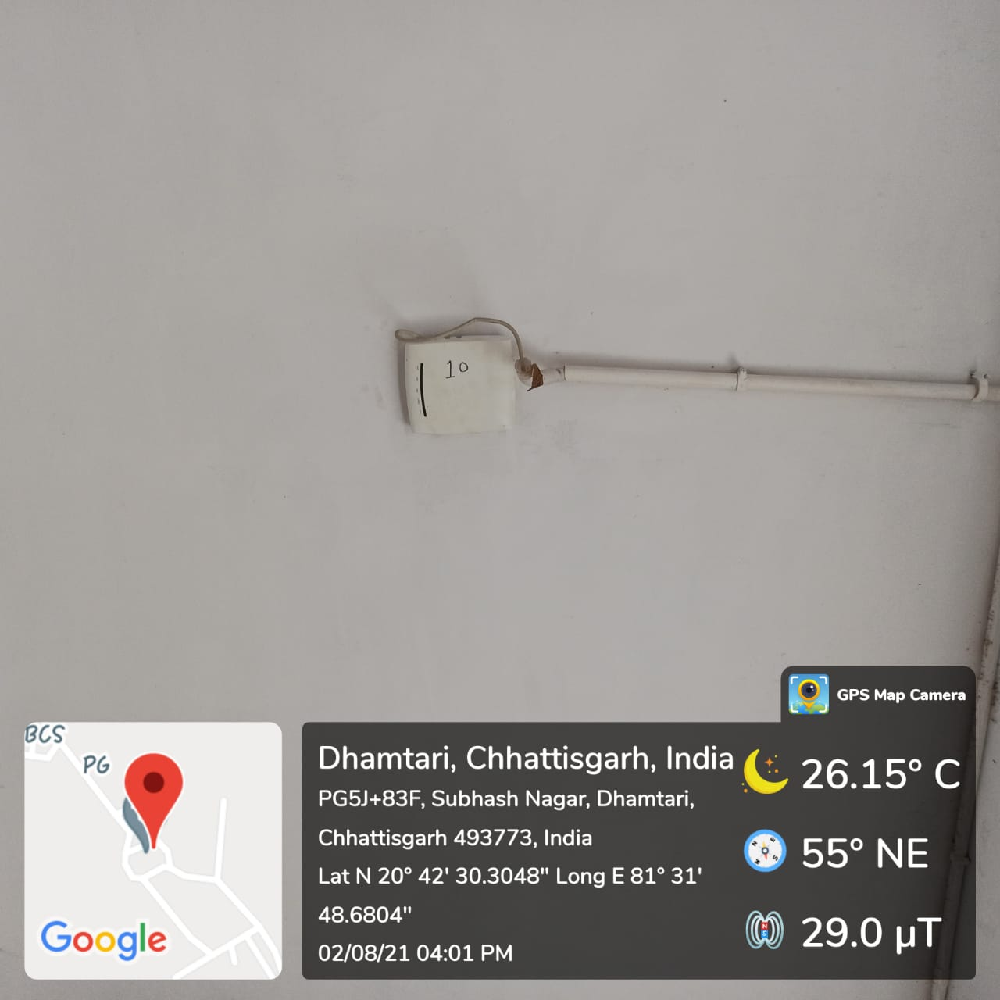 10
GPS Map Camera
BCS
PG
Google
Dhamtari, Chhattisgarh, India
PG5J+83F, Subhash Nagar, Dhamtari,
Chhattisgarh 493773, India
Lat N 20° 42' 30.3048" Long E 81° 31'
48.6804"
02/08/21 04:01 PM
26.15° C
55° NE
29.0 µT